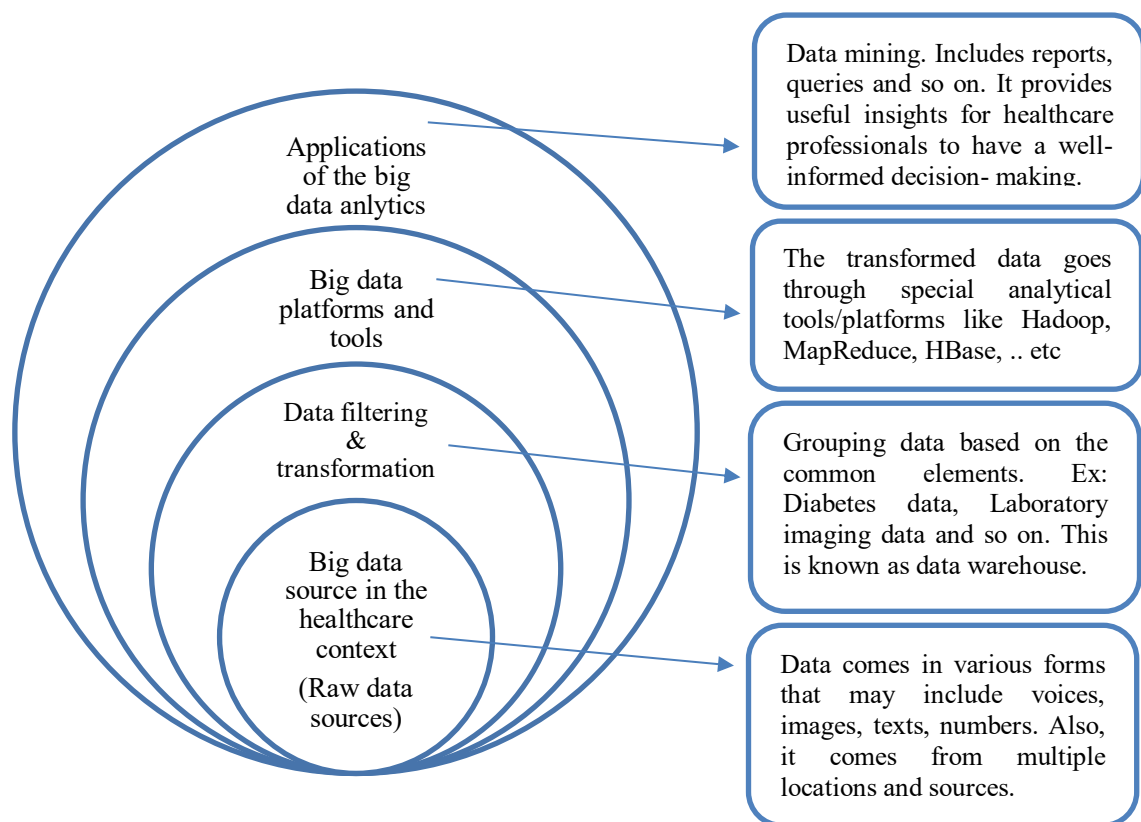 Applications
of the big
data anlytics
Big data
platforms and
tools
Data filtering
&
transformation
Big data
source in the
healthcare
context
(Raw data
sources)
Data mining. Includes reports,
queries and so on. It provides
useful insights for healthcare
professionals to have a well-
informed decision- making.
The transformed data goes
through special analytical
tools/platforms like Hadoop,
MapReduce, HBase, .. etc
Grouping data based on the
common elements. Ex:
Diabetes data, Laboratory
imaging data and so on. This
is known as data warehouse.
Data comes in various forms
that may include voices,
images, texts, numbers. Also,
it comes from multiple
locations and sources.